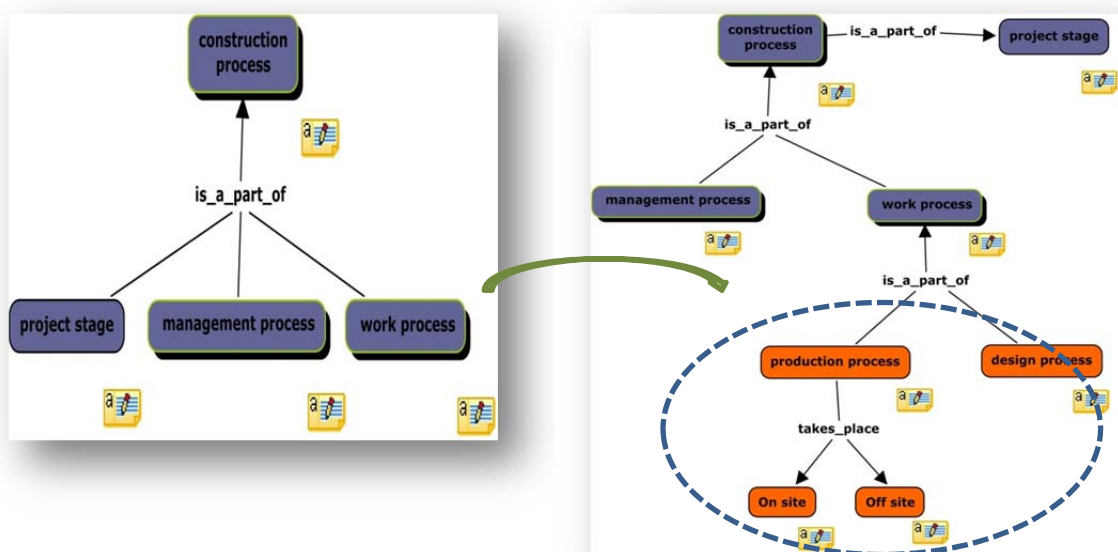 construction
process
a
is_a_part_of
project stage
management process
work process
a
a
a
construction
process
is_a_part_of
project stage
a
a
is_a_part_of
management process
work process
a
a
is_a_part_of
production process
design process
a
a
takes_place
On site
Off site
a
a